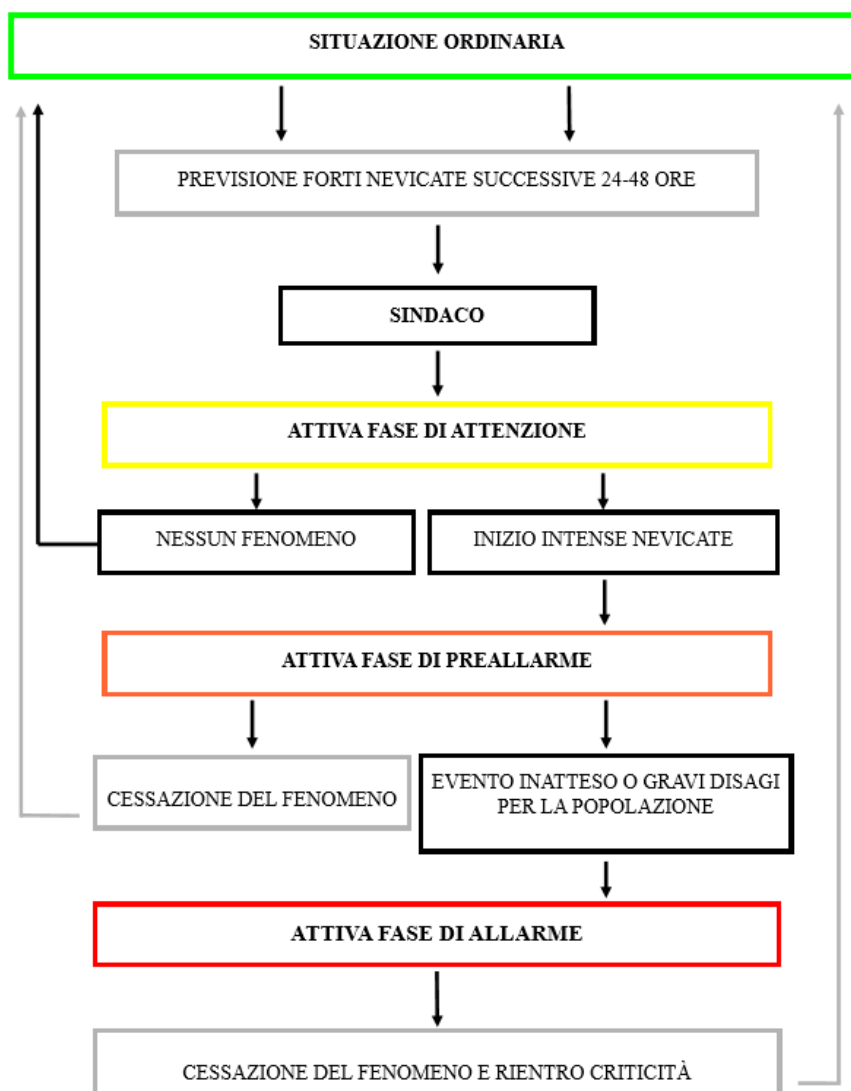 SITUAZIONE ORDINARIA
PREVISIONE FORTI NEVICATE SUCCESSIVE 24-48 ORE
SINDACO
ATTIVA FASE DI ATTENZIONE
NESSUN FENOMENO
INIZIO INTENSE NEVICATE
ATTIVA FASE DI PREALLARME
CESSAZIONE DEL FENOMENO
EVENTO INATTESO O GRAVI DISAGI
PER LA POPOLAZIONE
ATTIVA FASE DI ALLARME
CESSAZIONE DEL FENOMENO E RIENTRO CRITICITÀ